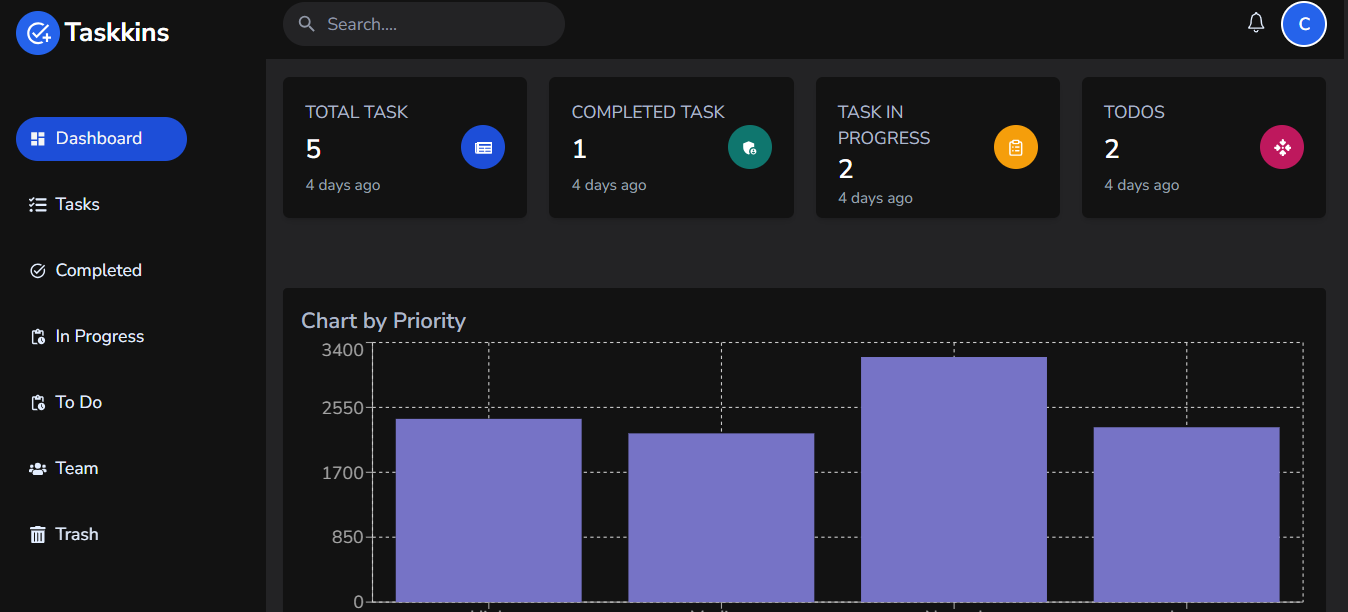 Taskkins
Search....
C
Dashboard
Tasks
Completed
In Progress
To Do
Team
Trash
TOTAL TASK
5
4 days ago
COMPLETED TASK
1
4 days ago
TASK IN
PROGRESS
2
4 days ago
TODOS
2
4 days ago
Chart by Priority
3400
2550
1700
850
0